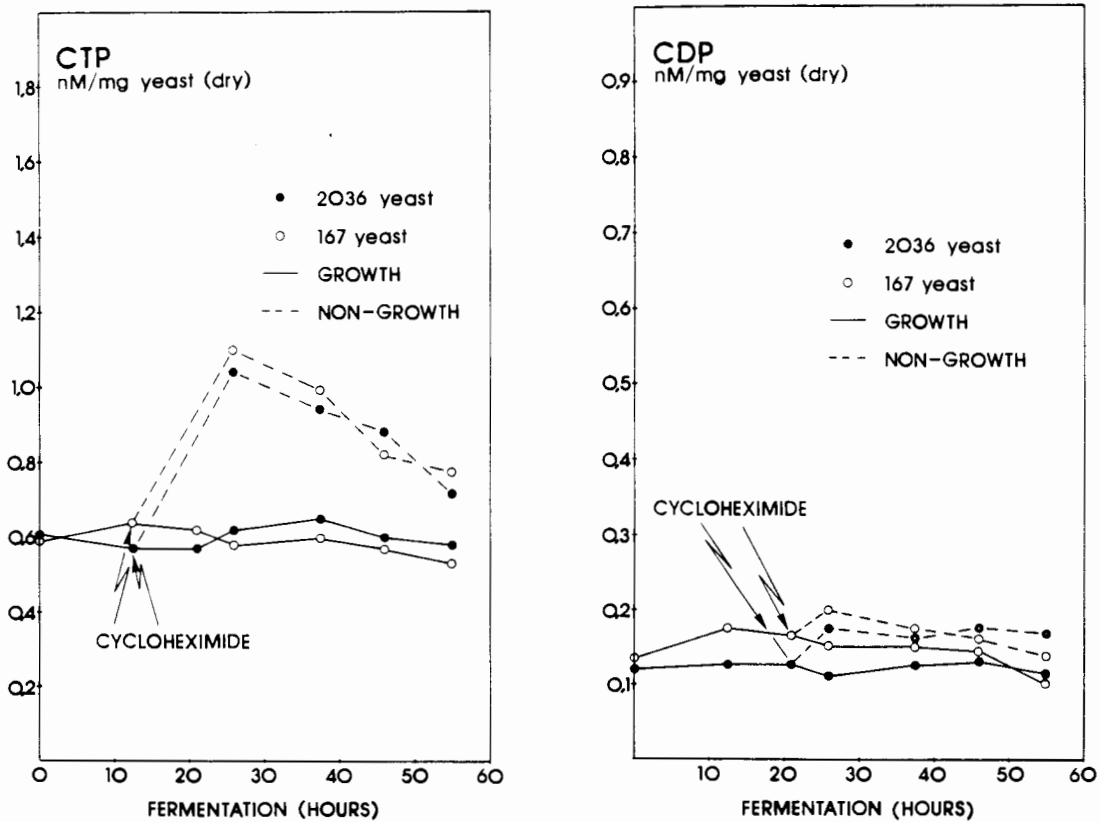 CTP
nM/mg yeast (dry)
1,8
1,6
1,4
1,2
1,0
0,8
0,6
0,4
0,2
2036 yeast
167 yeast
GROWTH
NON-GROWTH
CYCLOHEXIMIDE
0 10 20 30 40 50 60
FERMENTATION (HOURS)
CDP
nM/mg yeast (dry)
0,9
0,8
0,7
0,6
0,5
0,4
0,3
0,2
0,1
2036 yeast
167 yeast
GROWTH
NON-GROWTH
CYCLOHEXIMIDE
10 20 30 40 50 60
FERMENTATION (HOURS)